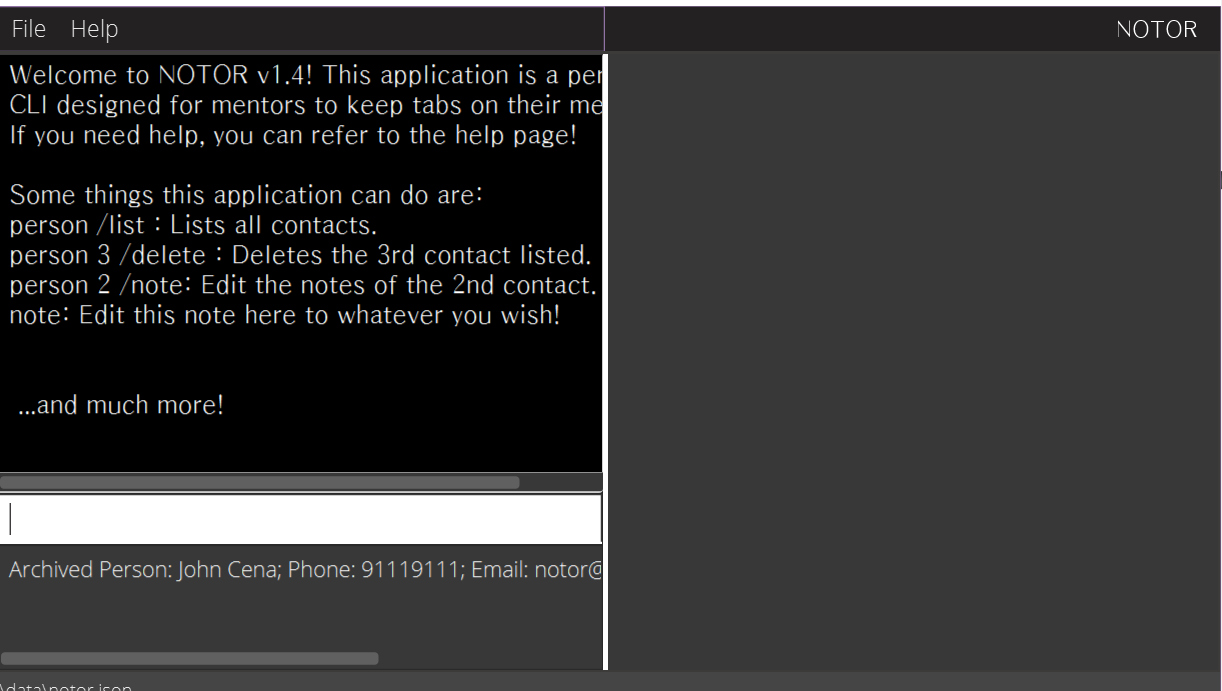 File Help
NOTOR
Welcome to NOTOR v1.4! This application is a per
CLI designed for mentors to keep tabs on their me
If you need help, you can refer to the help page!
Some things this application can do are:
person /list : Lists all contacts.
person 3 /delete : Deletes the 3rd contact listed.
person 2 /note: Edit the notes of the 2nd contact.
note: Edit this note here to whatever you wish!
...and much more!
Archived Person: John Cena; Phone: 91119111; Email: notor@
\data\notor.json